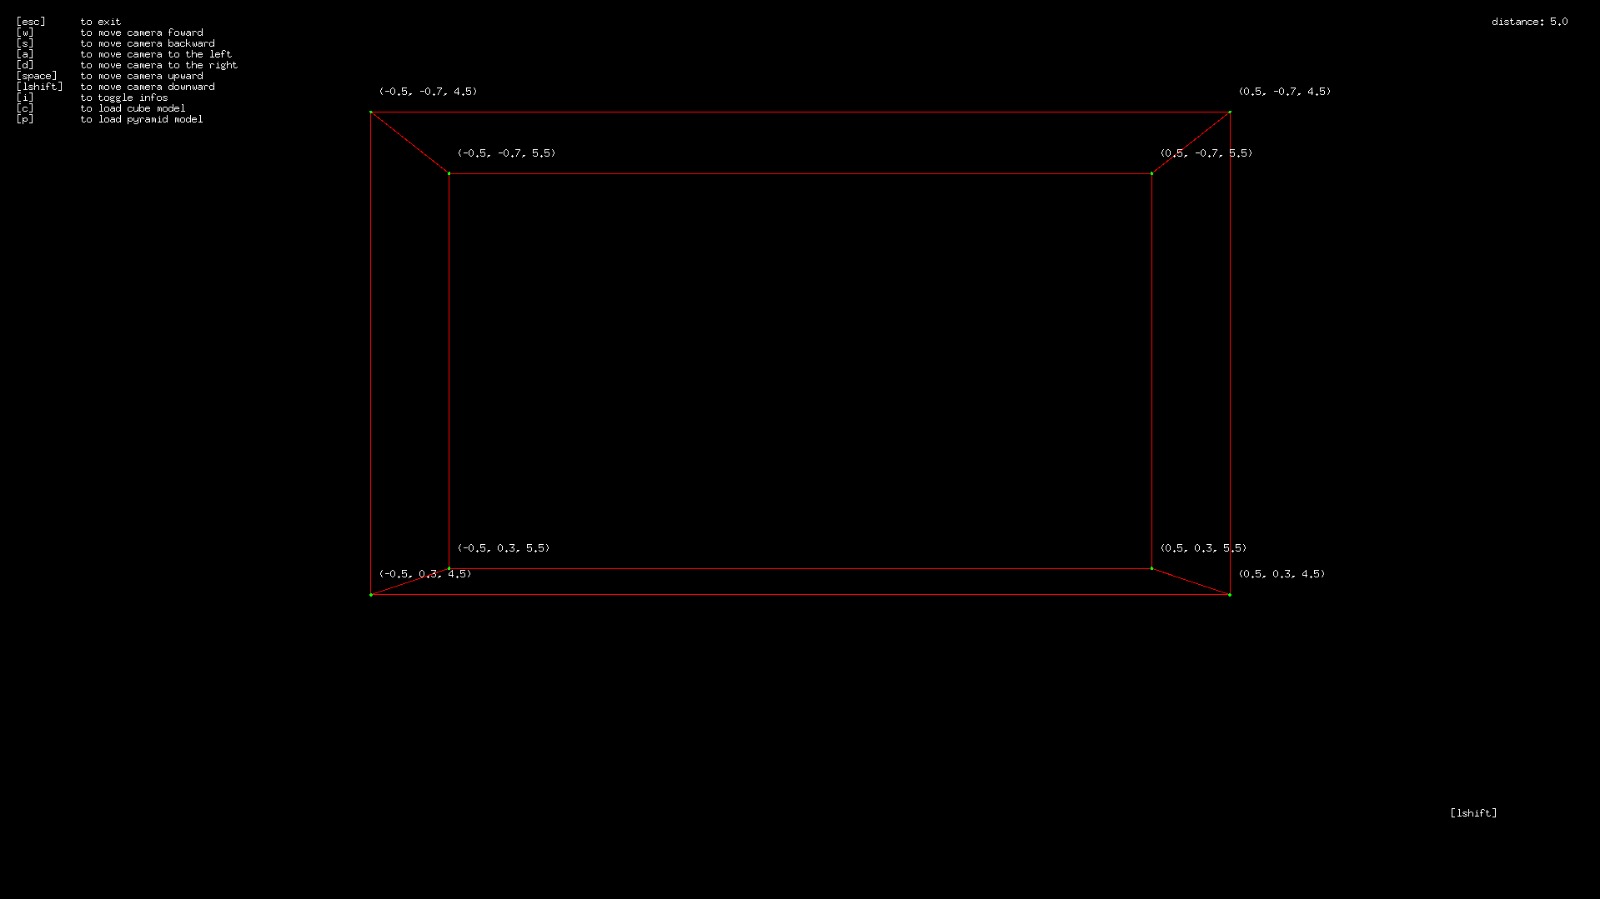 [esc] to exit
[w] to move camera foward
[s] to move camera backward
[a] to move camera to the left
[d] to move camera to the right
[space] to move camera upward
[lshift] to move camera downward
[i] to toggle infos
[c] to load cube model
[p] to load pyramid model
distance: 5.0
(-0.5, -0.7, 4.5)
(0.5, -0.7, 4.5)
(-0.5, -0.7, 5.5)
(0.5, -0.7, 5.5)
(-0.5, 0.3, 5.5)
(0.5, 0.3, 5.5)
(-0.5, 0.3, 4.5)
(0.5, 0.3, 4.5)
[lshift]